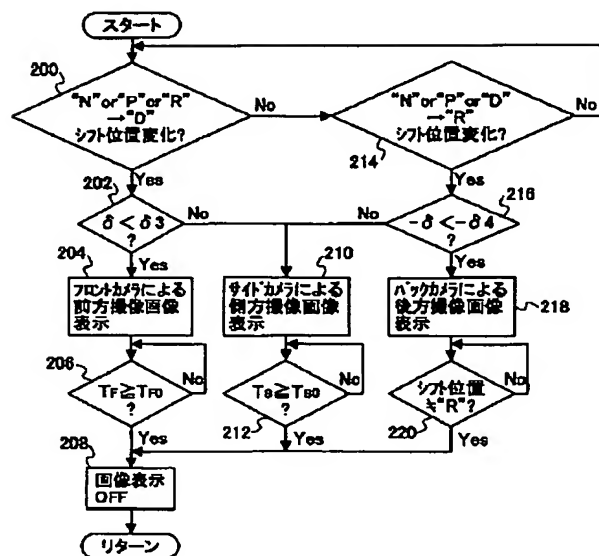 スタート
200
“N”or“P”or“R”
→“D”
シフト位置変化?
No
Yes
“N”or“P”or“D”
→“R”
シフト位置変化?
No
214
Yes
202
δ<δ3
?
No
Yes
216
-δ<-δ4
?
No
Yes
204
フロントカメラによる
前方撮像画像
表示
210
サイドカメラによる
側方撮像画像
表示
バックカメラによる
後方撮像画像
表示
218
206
TF≧TF0
?
No
Yes
TS≧TS0
?
No
212
Yes
シフト位置
≒“R”?
No
220
Yes
208
画像表示
OFF
リターン